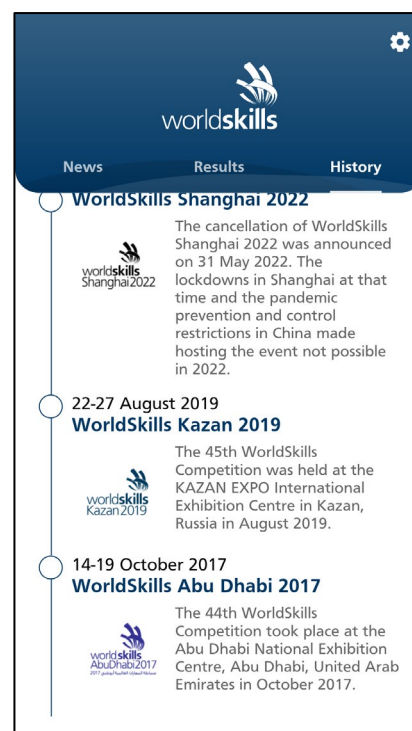 worldskills
News Results History
WorldSkills Shanghai 2022
The cancellation of WorldSkills
Shanghai 2022 was announced
on 31 May 2022. The
lockdowns in Shanghai at that
time and the pandemic
prevention and control
restrictions in China made
hosting the event not possible
in 2022.
worldskills
Shanghai2022
22-27 August 2019
WorldSkills Kazan 2019
The 45th WorldSkills
Competition was held at the
KAZAN EXPO International
Exhibition Centre in Kazan,
Russia in August 2019.
worldskills
Kazan2019
14-19 October 2017
WorldSkills Abu Dhabi 2017
The 44th WorldSkills
Competition took place at the
Abu Dhabi National Exhibition
Centre, Abu Dhabi, United Arab
Emirates in October 2017.
worldskills
AbuDhabi2017
مسابقة المهارات العالمية أبوظبي 2017